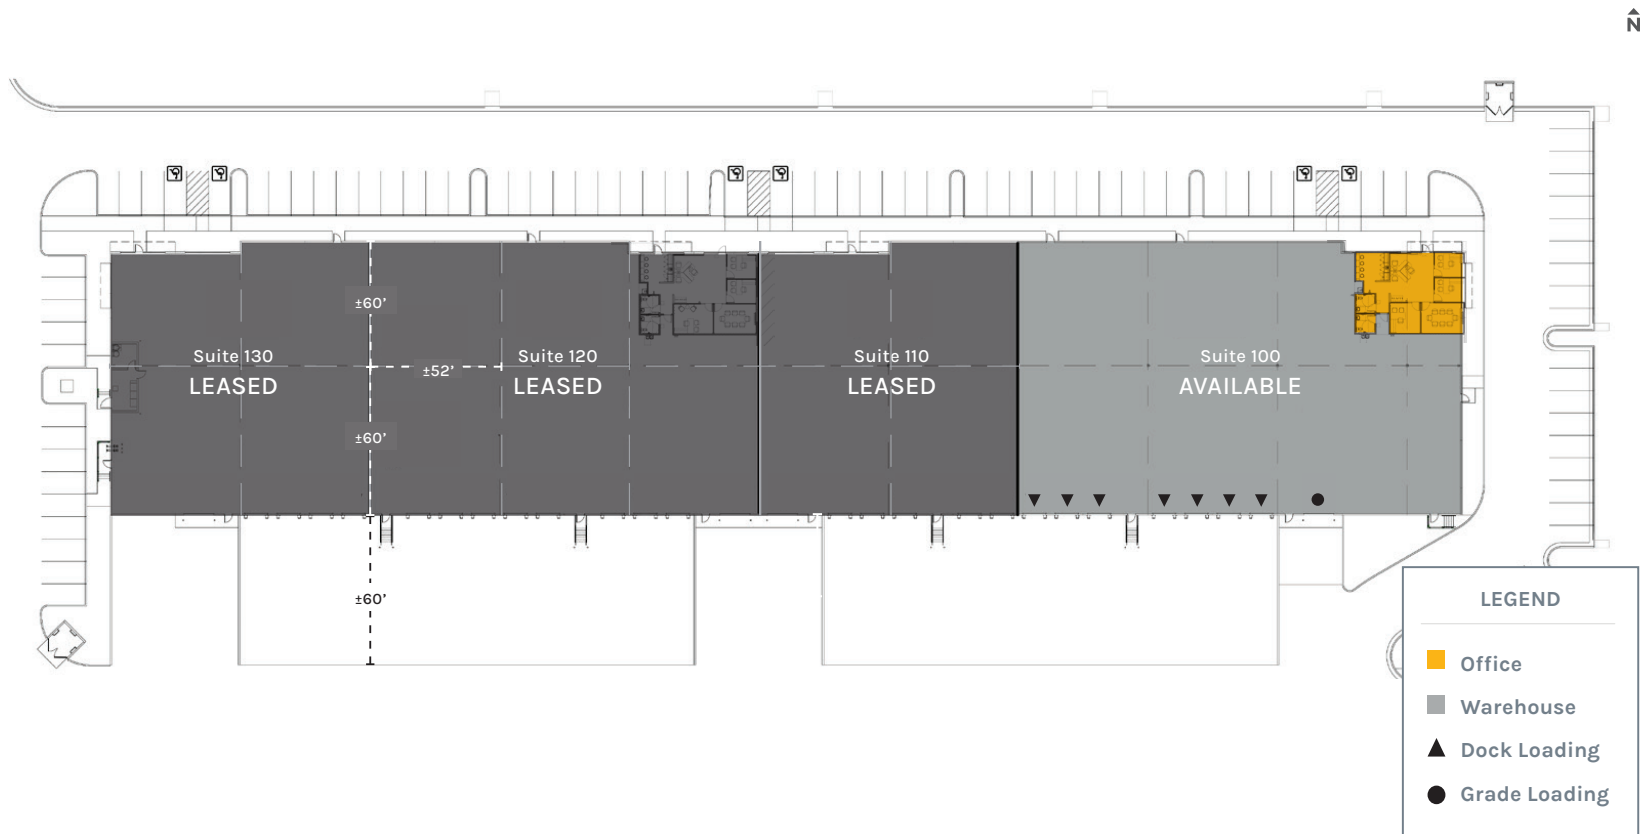 N
±60’
Suite 130
LEASED
±52’
Suite 120
LEASED
Suite 110
LEASED
Suite 100
AVAILABLE
±60’
±60’
LEGEND
Office
Warehouse
Dock Loading
Grade Loading